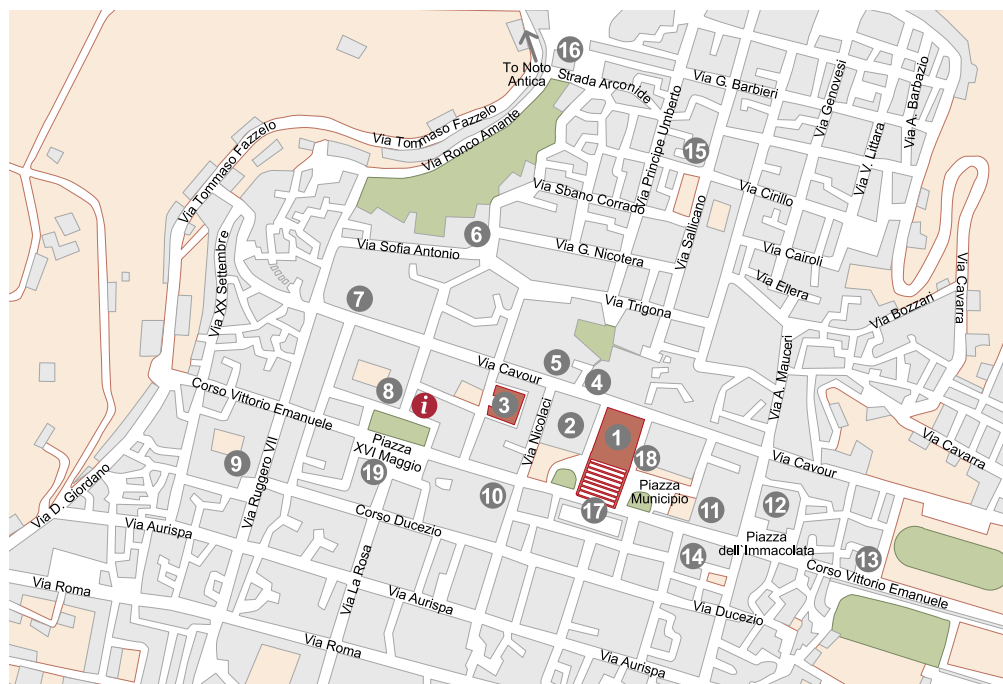 16
To Noto
Antica
Strada Arconide
Via G. Barbieri
Via Genovesi
Via A. Barbazio
Via Tommaso Fazzelo
Via Ronco Amante
Via Principe Umberto
15
Via V. Littara
Via Tommaso Fazzelo
Via Sbano Corrado
Via Cirillo
6
Via Sofia Antonio
Via G. Nicotera
Via Sallicano
Via Cairoli
Via XX Settembre
Via Ellera
Via Bozzari
Via Cavarra
7
Via Trigona
Via A. Mauceri
Via Cavour
5
4
Corso Vittorio Emanuele
8
i
3
Via Nicolaci
2
1
Piazza
XVI Maggio
Via Ruggero VII
9
19
18
Via Cavour
Via Cavarra
Piazza
Municipio
10
17
11
12
Via D. Giordano
Via Aurispa
Corso Ducezio
Piazza
dell`Immacolata
14
13
Corso Vittorio Emanuele
Via Roma
Via La Rosa
Via Aurispa
Via Ducezio
Via Roma
Via Aurispa